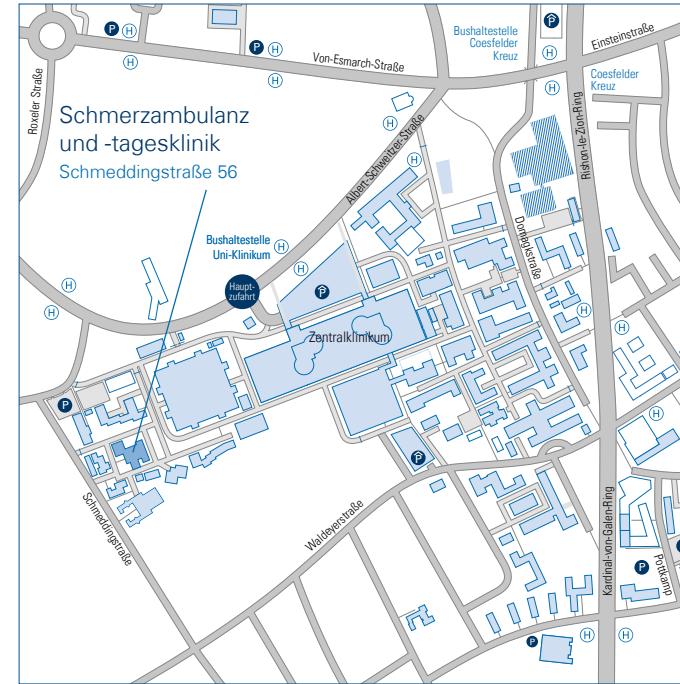 P
H
H
P
H
H
Von-Esmarch-Straße
Roxeler Straße
Bushaltestelle
Coesfelder
Kreuz
P
H
H
Einsteinstraße
Coesfelder
Kreuz
H
Rishon-le-Zion-Ring
Schmerzambulanz
und -tagesklinik
Schmeddingstraße 56
H
H
Albert-Schweitzer-Straße
Domagkstraße
Bushaltestelle
Uni-Klinikum
H
H
Haupt-
zufahrt
P
H
H
Zentralklinikum
H
H
P
H
P
Schmeddingstraße
Waldeyerstraße
Kardinal-von-Galen-Ring
P
P
Pottkamp
P
H
H